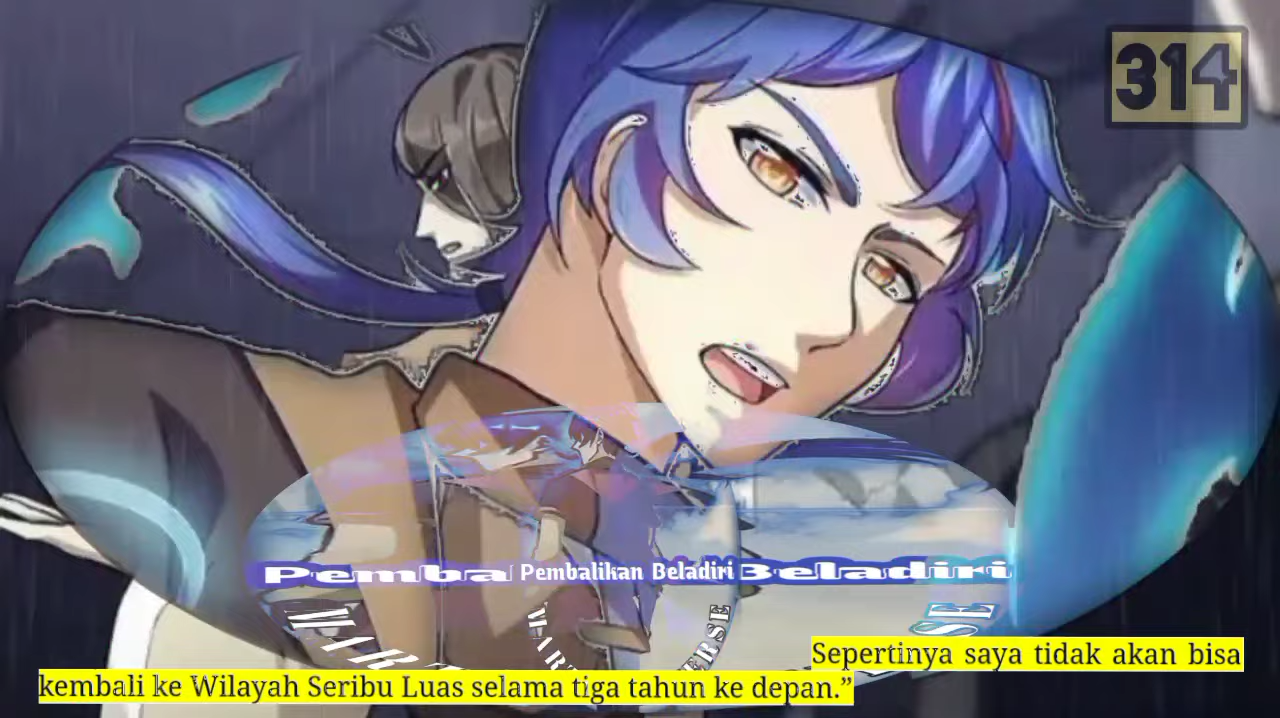 314
Pemba Pembalikan Beladiri Beladiri
Sepertinya saya tidak akan bisa
kembali ke Wilayah Seribu Luas selama tiga tahun ke depan.”